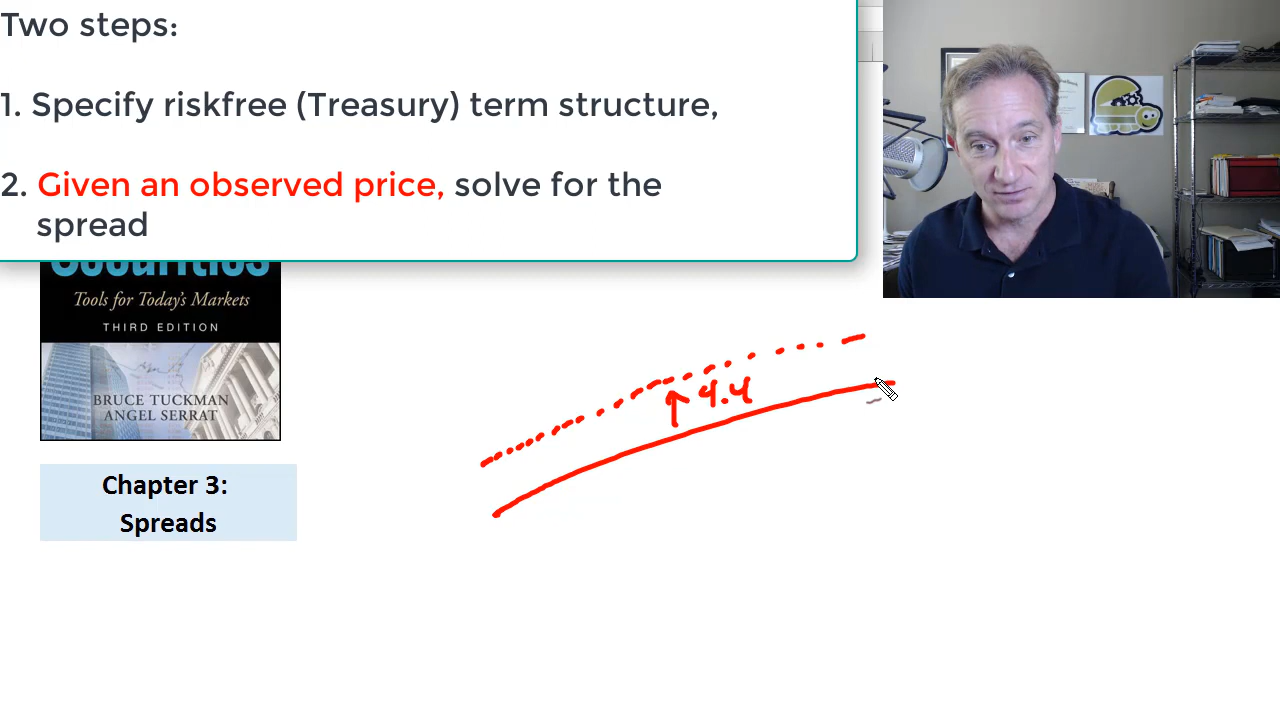 Two steps:
1. Specify riskfree (Treasury) term structure,
2. Given an observed price, solve for the
spread
Securities
Tools for Today's Markets
THIRD EDITION
BRUCE TUCKMAN
ANGEL SERRAT
4.4
Chapter 3:
Spreads